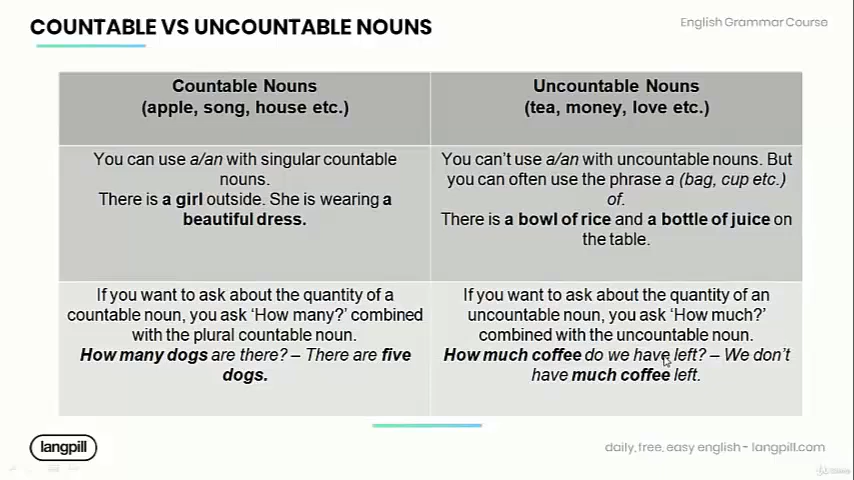 COUNTABLE VS UNCOUNTABLE NOUNS
English Grammar Course
Countable Nouns
(apple, song, house etc.)
Uncountable Nouns
(tea, money, love etc.)
You can use a/an with singular countable
nouns.
There is a girl outside. She is wearing a
beautiful dress.
You can't use a/an with uncountable nouns. But
you can often use the phrase a (bag, cup etc.)
of.
There is a bowl of rice and a bottle of juice on
the table.
If you want to ask about the quantity of a
countable noun, you ask ‘How many?’ combined
with the plural countable noun.
How many dogs are there? – There are five
dogs.
If you want to ask about the quantity of an
uncountable noun, you ask ‘How much?’
combined with the uncountable noun.
How much coffee do we have left? – We don't
have much coffee left.
langpill
daily, free, easy english - langpill.com